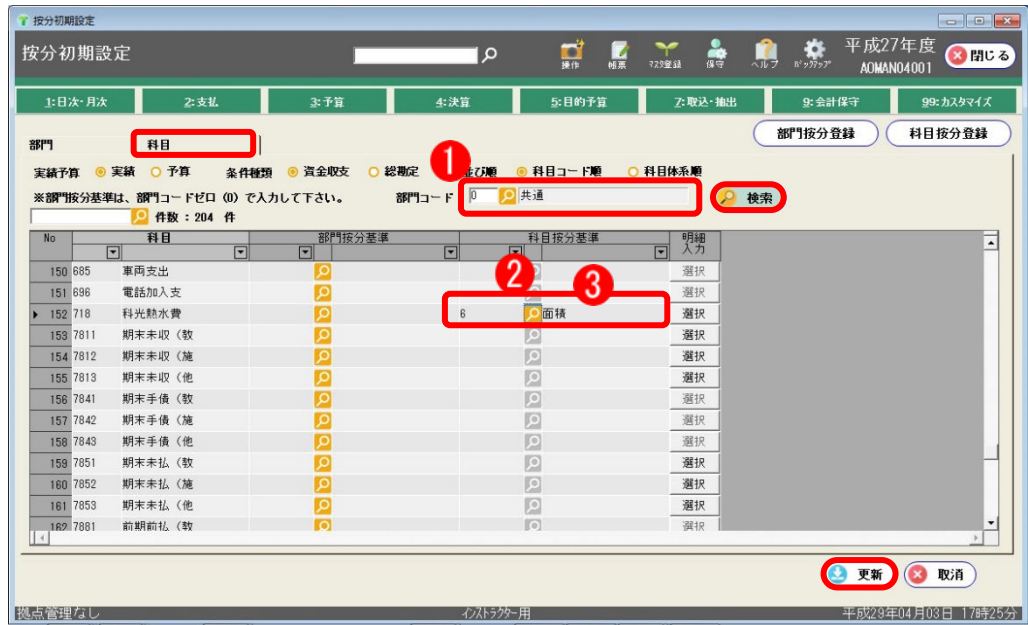 按分初期設定
按分初期設定 操作 帳票 マスタ登録 保守 ヘルプ バックアップ 平成27年度 AOMAN04001 閉じる
1:日次・月次 2:支払 3:予算 4:決算 5:目的予算 7:取込・抽出 9:会計保守 99:カスタマイズ
部門按分登録 科目按分登録
部門 科目
1
実績予算 実績 予算 条件種類 資金収支 総勘定 並び順 科目コード順 科目体系順
※部門按分基準は、部門コードゼロ (0) で入力して下さい。 部門コード 0 共通 検索
件数 : 204 件
No 科目 部門按分基準 科目按分基準 明細入力
2 3
150 685 車両支出 選択
151 696 電話加入支 選択
152 718 科光熱水費 6 面積 選択
153 7811 期末未収 (教 選択
154 7812 期末未収 (施 選択
155 7813 期末未収 (他 選択
156 7841 期末手債 (教 選択
157 7842 期末手債 (施 選択
158 7843 期末手債 (他 選択
159 7851 期末未払 (教 選択
160 7852 期末未払 (施 選択
161 7853 期末未払 (他 選択
162 7881 前期前払 (教 選択
更新 取消
拠点管理なし インストラクター用 平成29年04月03日 17時25分